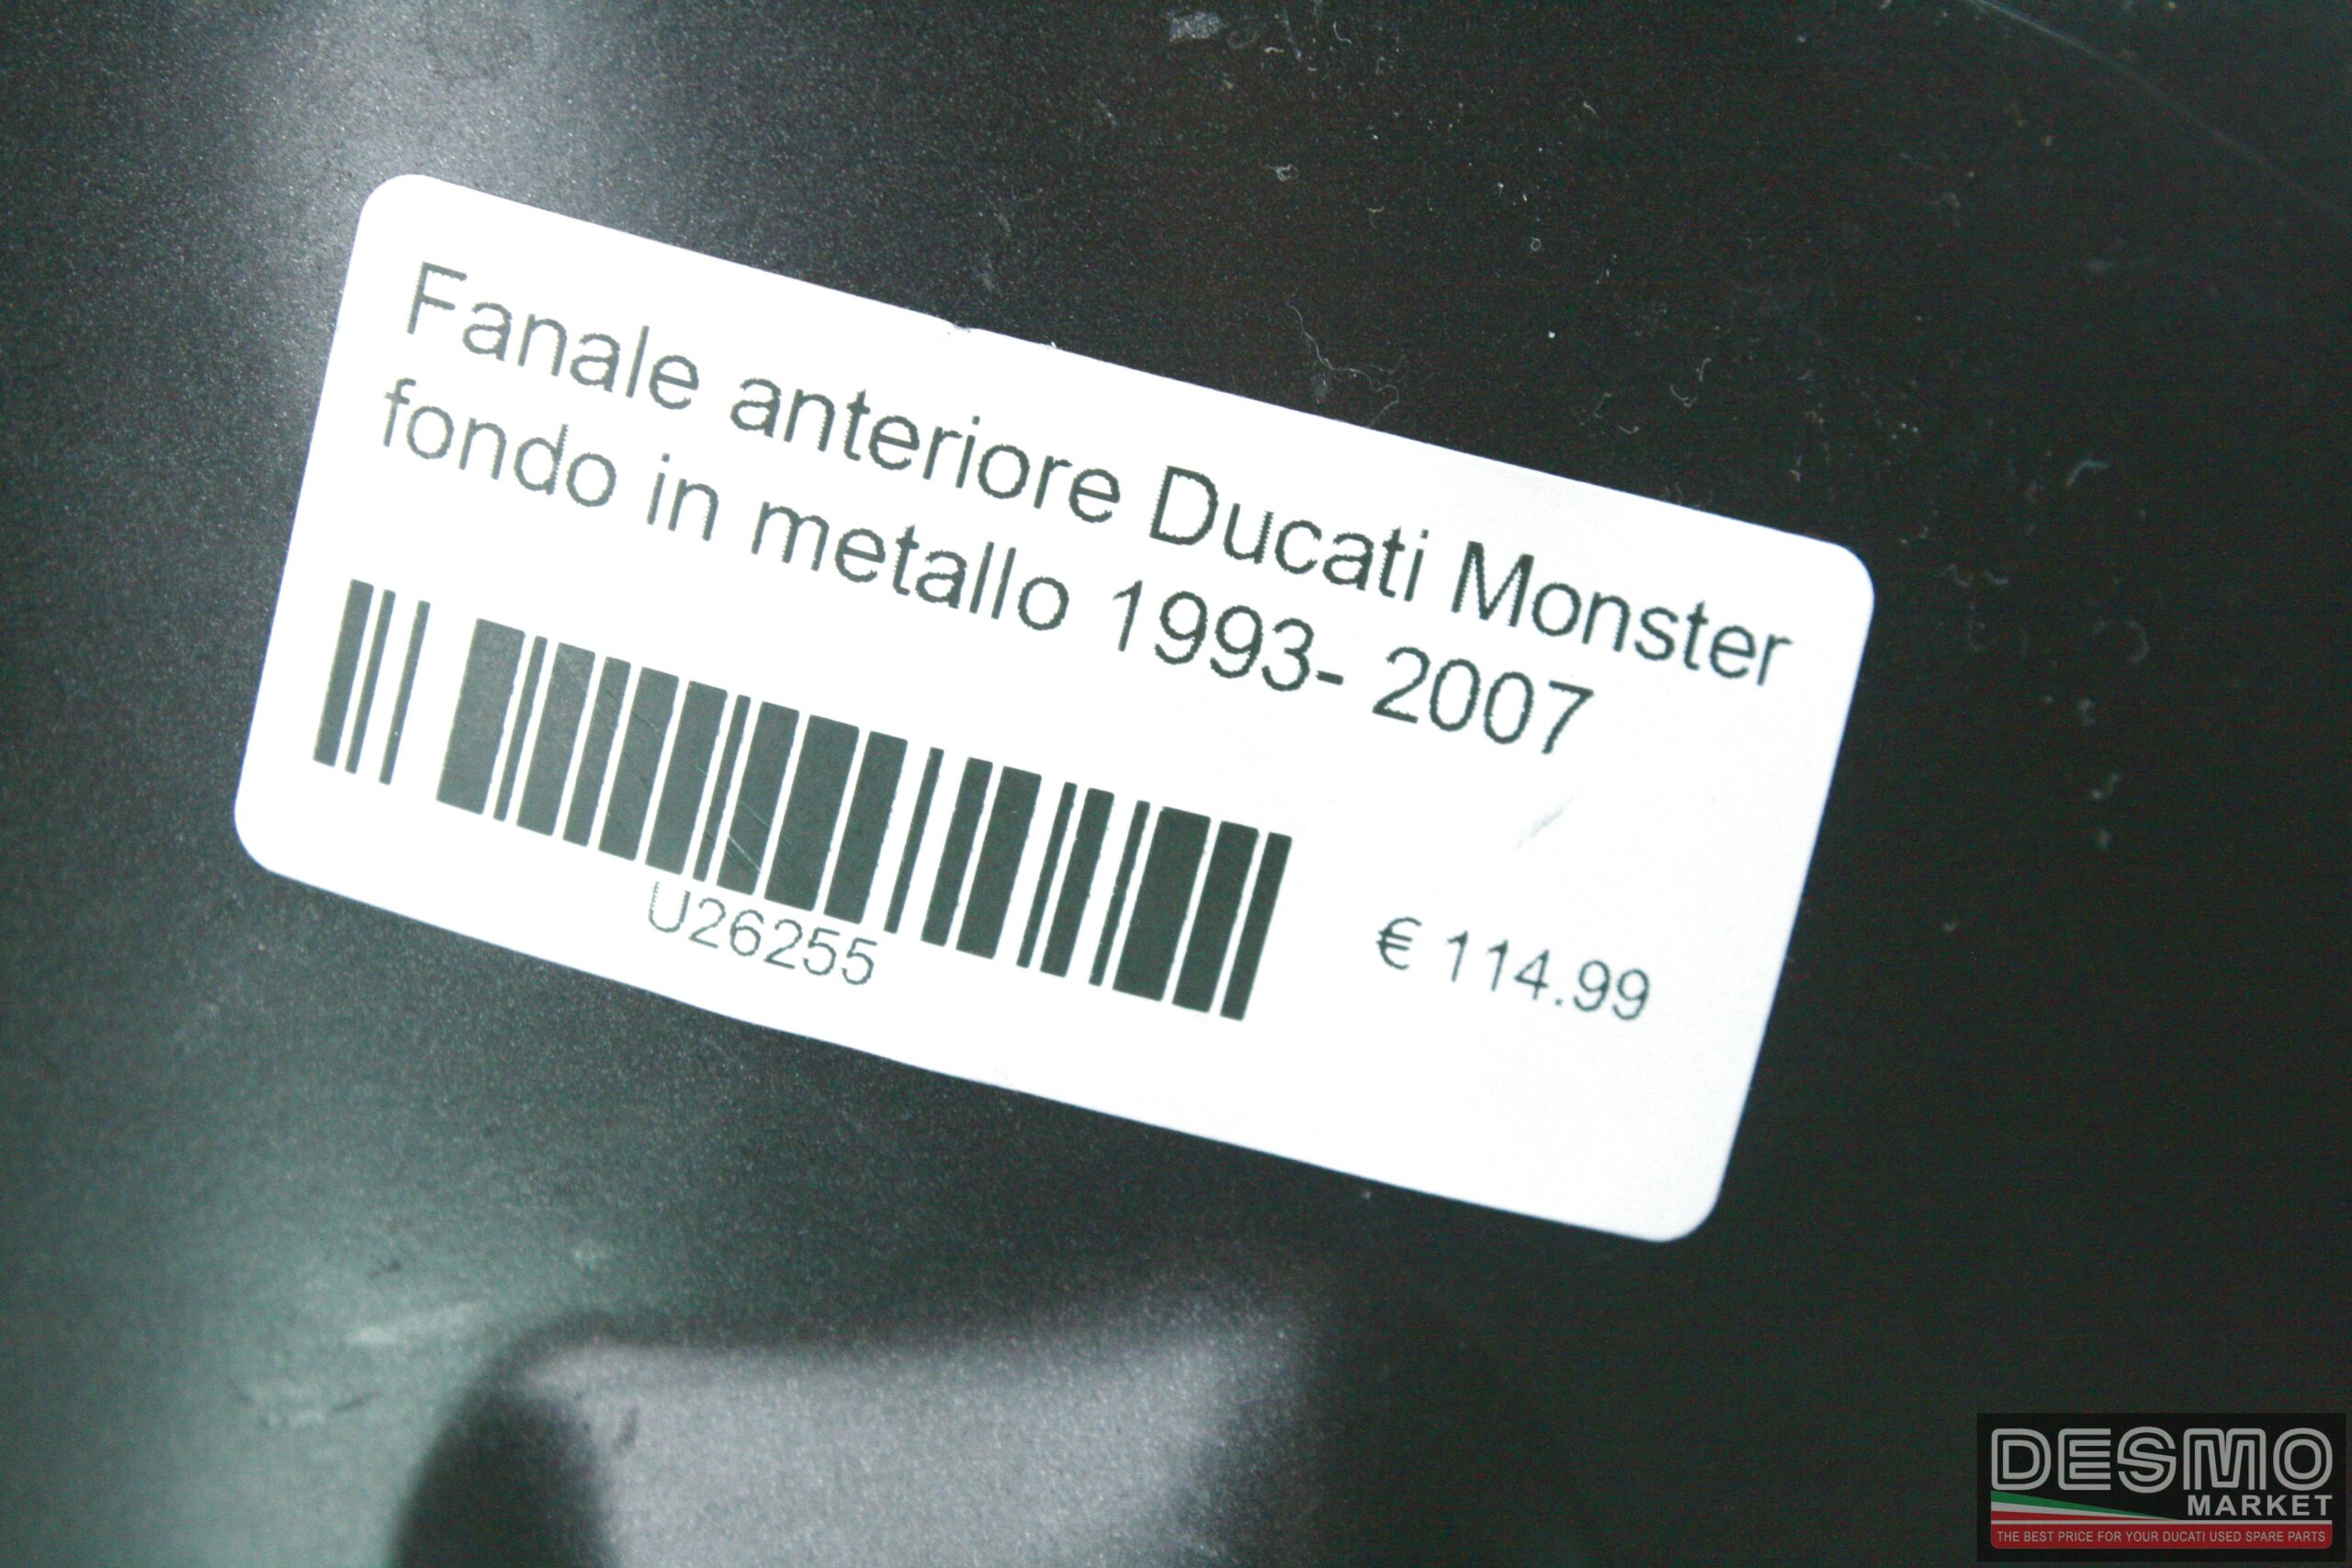 Fanale anteriore Ducati Monster
fondo in metallo 1993- 2007
U26255
€ 114.99
DESMO
MARKET
THE BEST PRICE FOR YOUR DUCATI USED SPARE PARTS